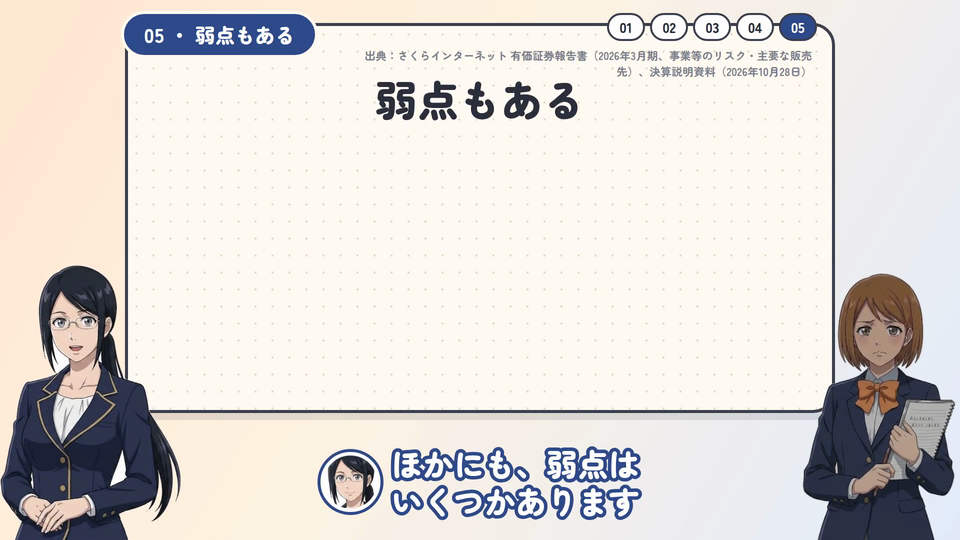 05 ・ 弱点もある
01 02 03 04 05
出典：さくらインターネット 有価証券報告書（2026年3月期、事業等のリスク・主要な販売
先）、決算説明資料（2026年10月28日）
弱点もある
ほかにも、弱点は
いくつかあります